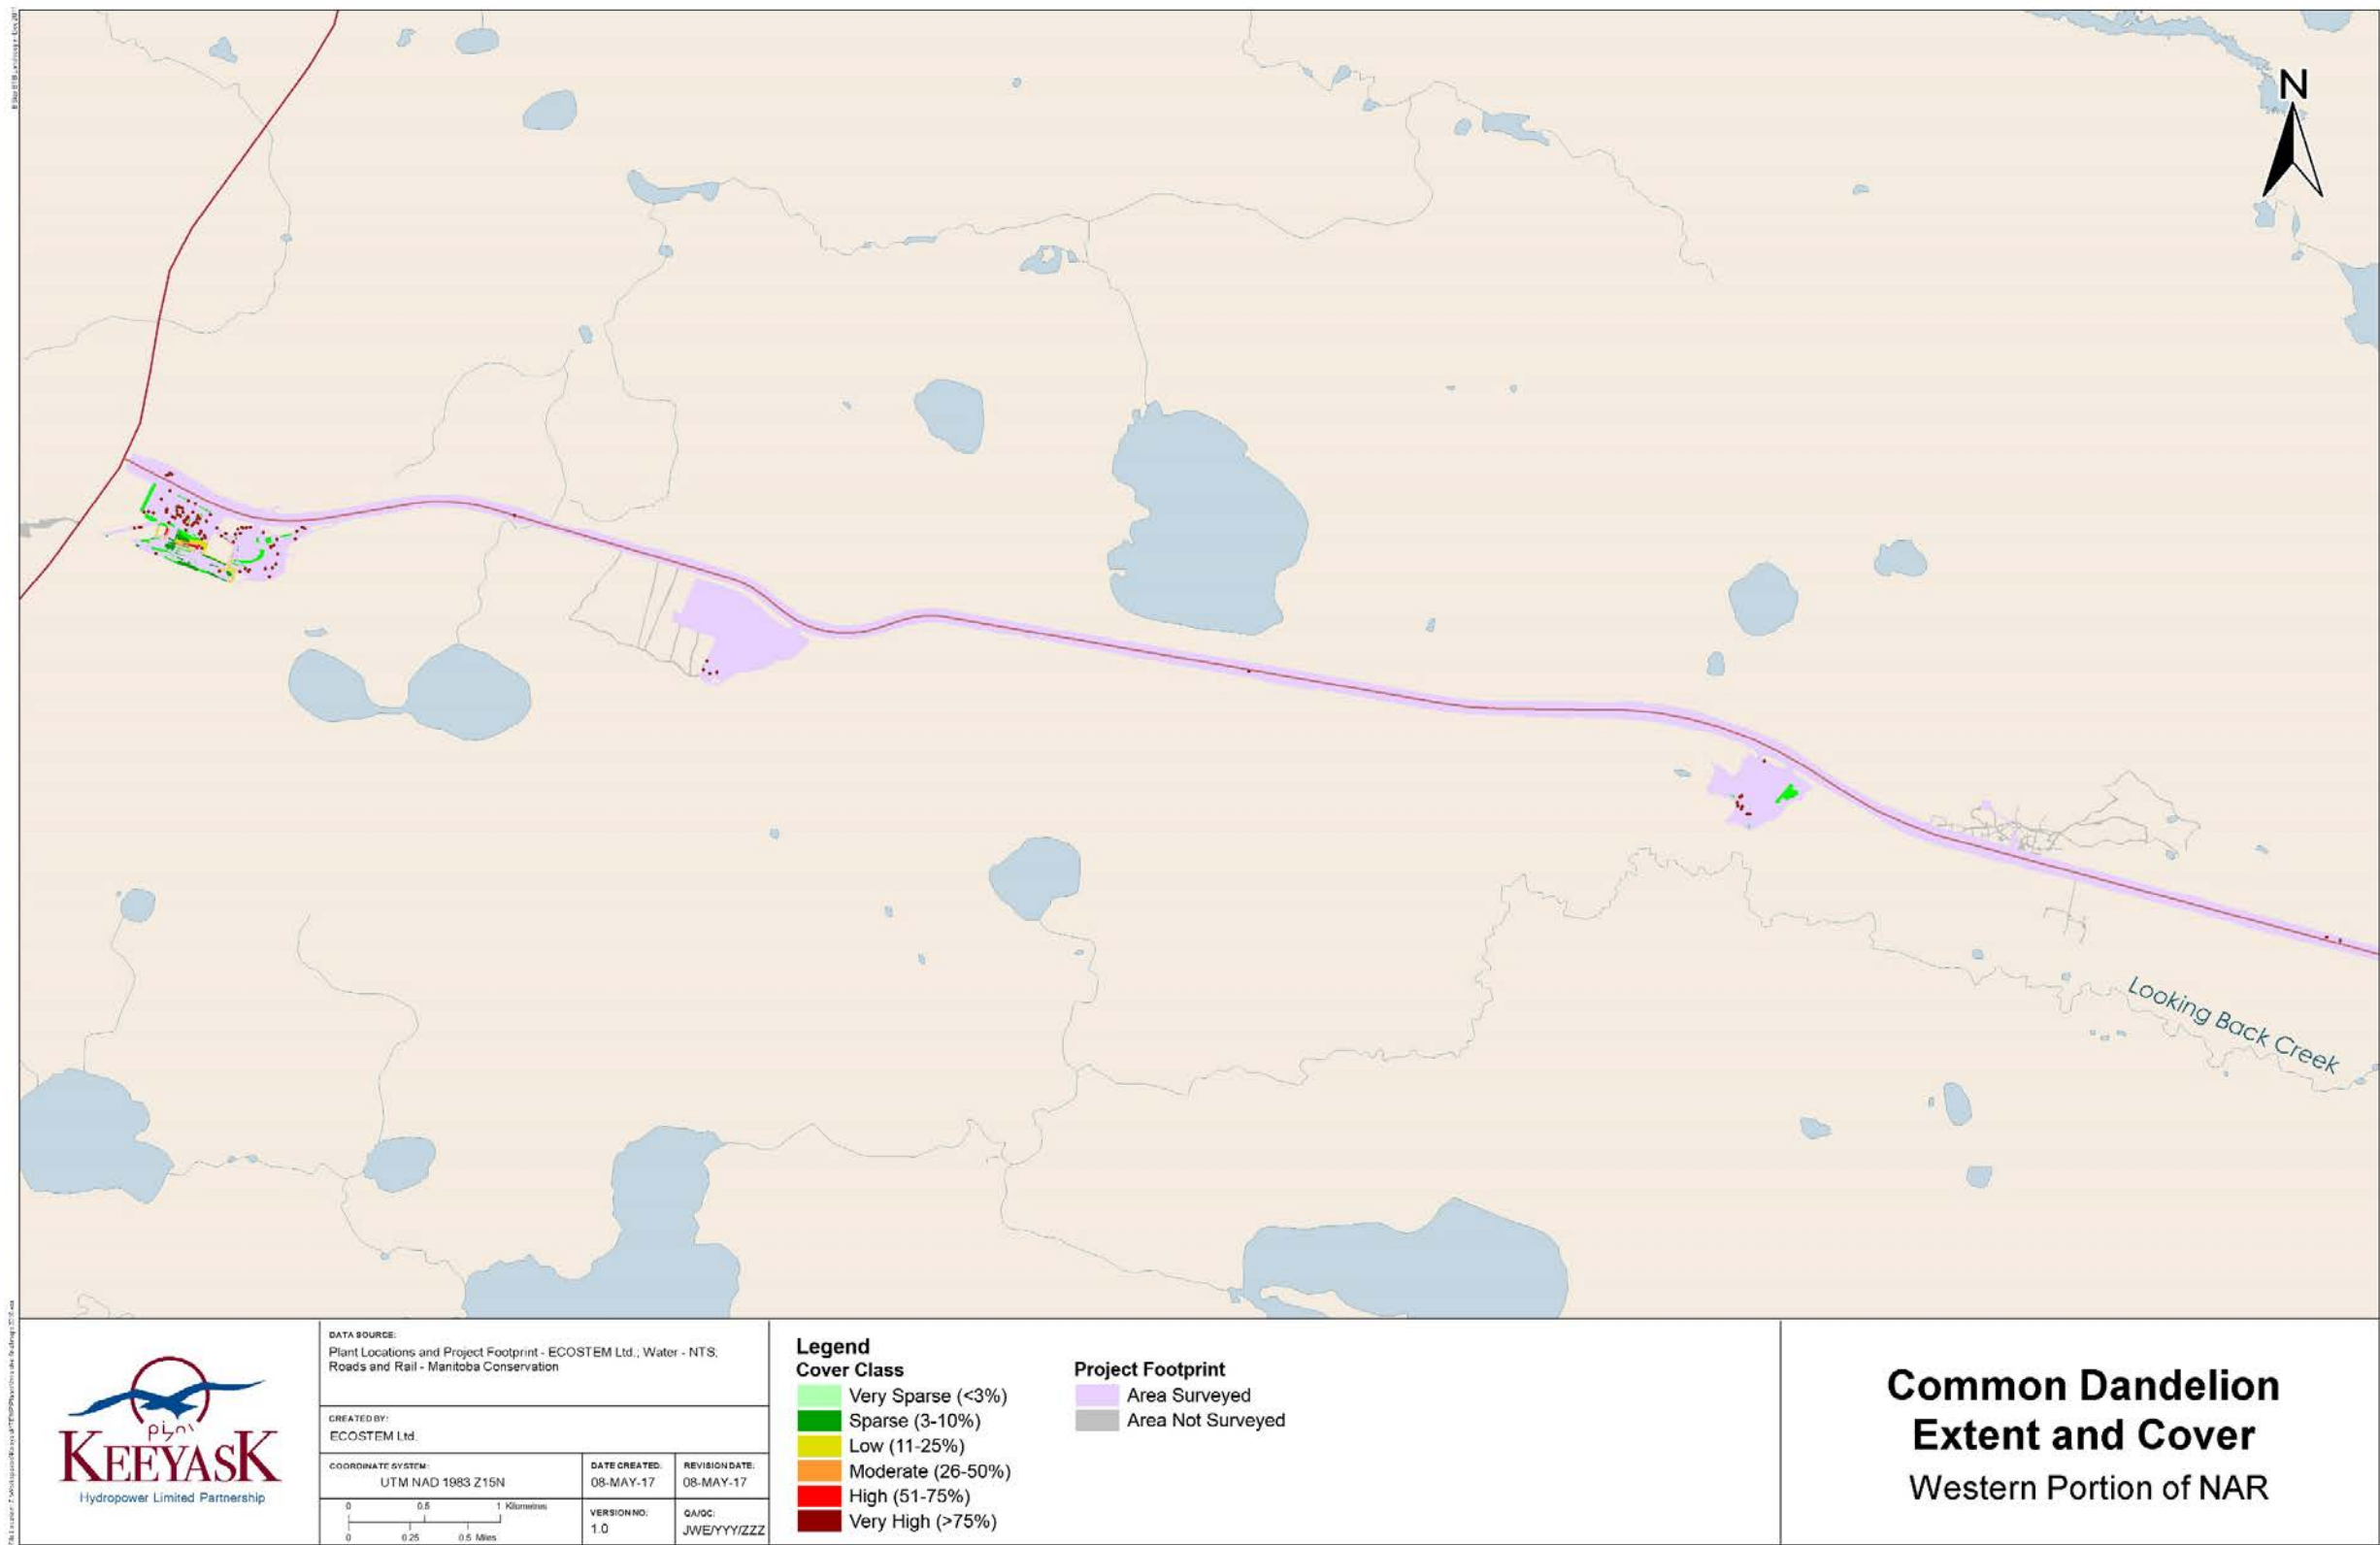 N
Looking Back Creek
KEEYASK
Hydropower Limited Partnership
DATA SOURCE:
Plant Locations and Project Footprint - ECOSTEM Ltd.; Water - NTS;
Roads and Rail - Manitoba Conservation
CREATED BY:
ECOSTEM Ltd.
COORDINATE SYSTEM:
UTM NAD 1983 Z15N
DATE CREATED:
08-MAY-17
REVISION DATE:
08-MAY-17
0 0.5 1 Kilometres
0 0.25 0.5 Miles
VERSION NO:
1.0
QA/QC:
JWE/YYY/ZZZ
Legend
Cover Class
Very Sparse (<3%)
Sparse (3-10%)
Low (11-25%)
Moderate (26-50%)
High (51-75%)
Very High (>75%)
Project Footprint
Area Surveyed
Area Not Surveyed
Common Dandelion
Extent and Cover
Western Portion of NAR